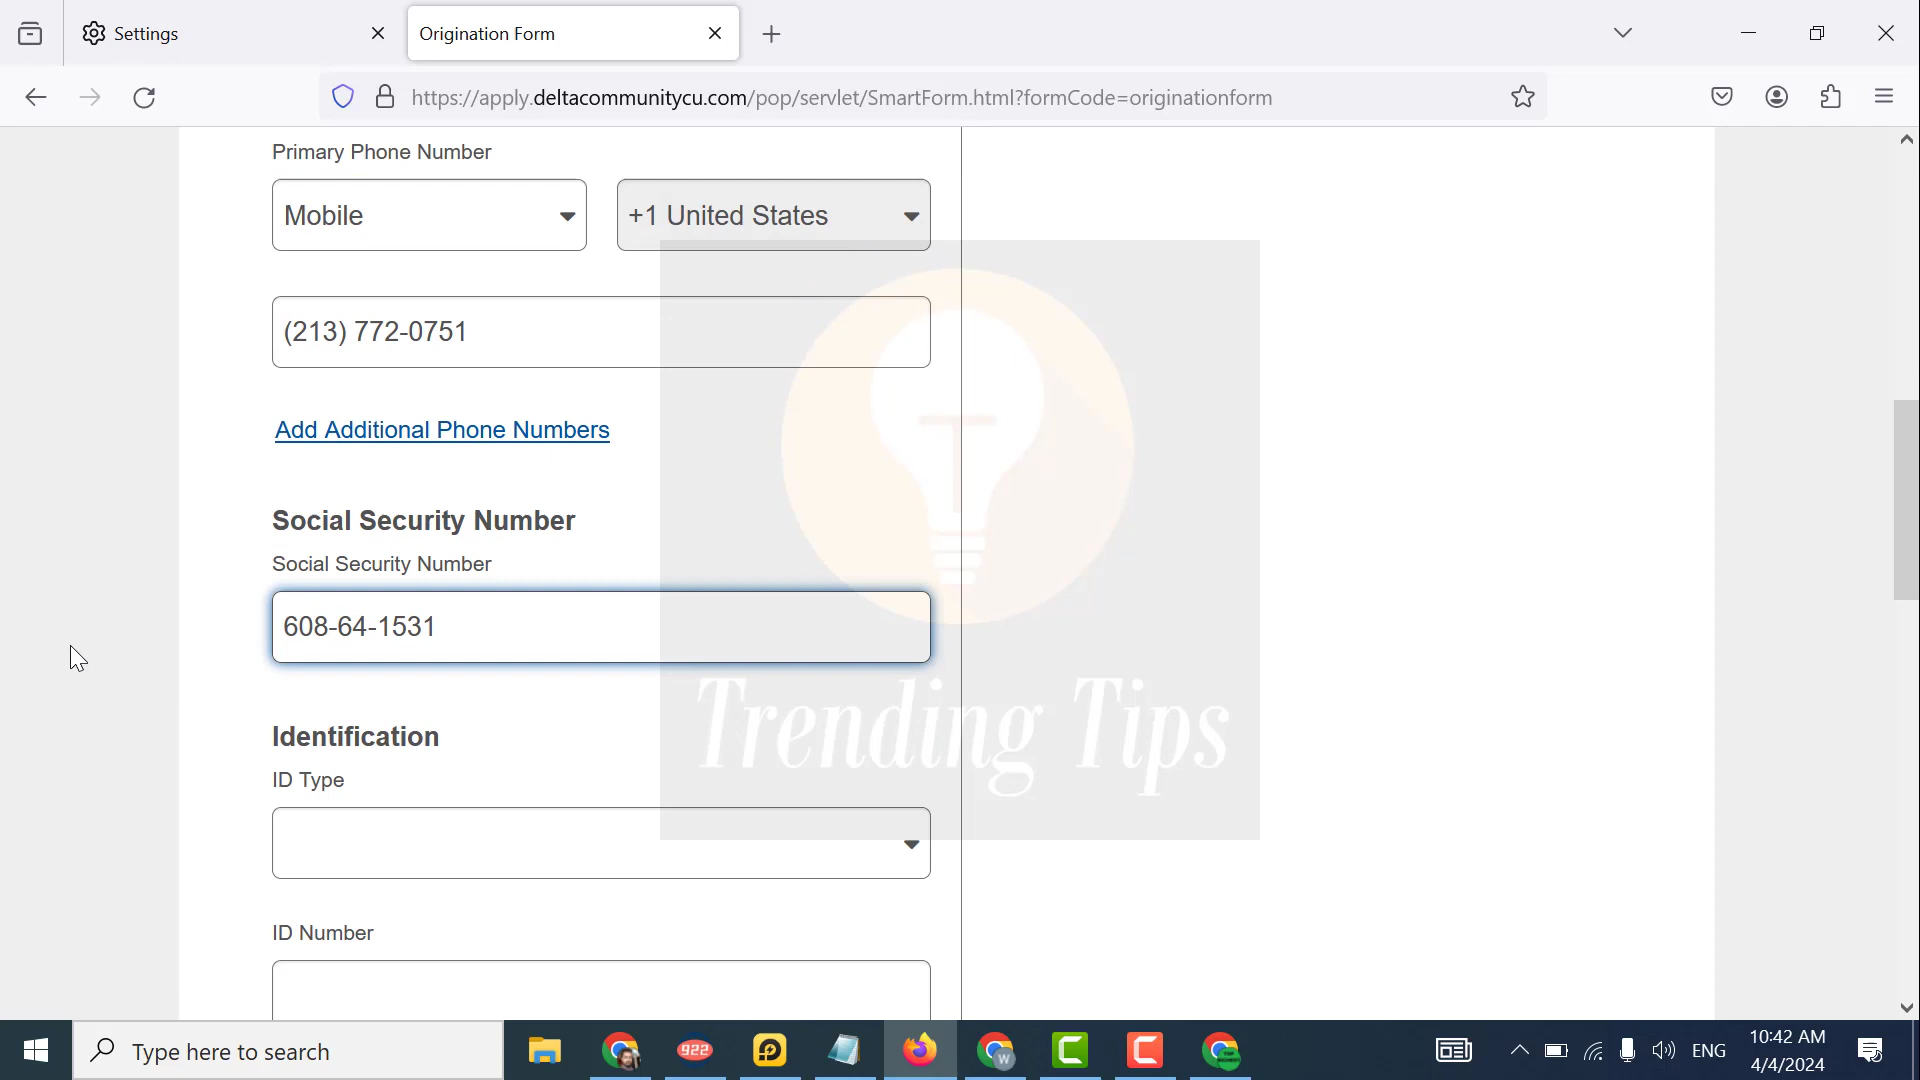 Settings
Origination Form
https://apply.deltacommunitycu.com/pop/servlet/SmartForm.html?formCode=originationform
Primary Phone Number
Mobile
+1 United States
(213) 772-0751
Add Additional Phone Numbers
Social Security Number
Social Security Number
608-64-1531
Trending Tips
Identification
ID Type
ID Number
Type here to search
922
W
ENG
10:42 AM
4/4/2024